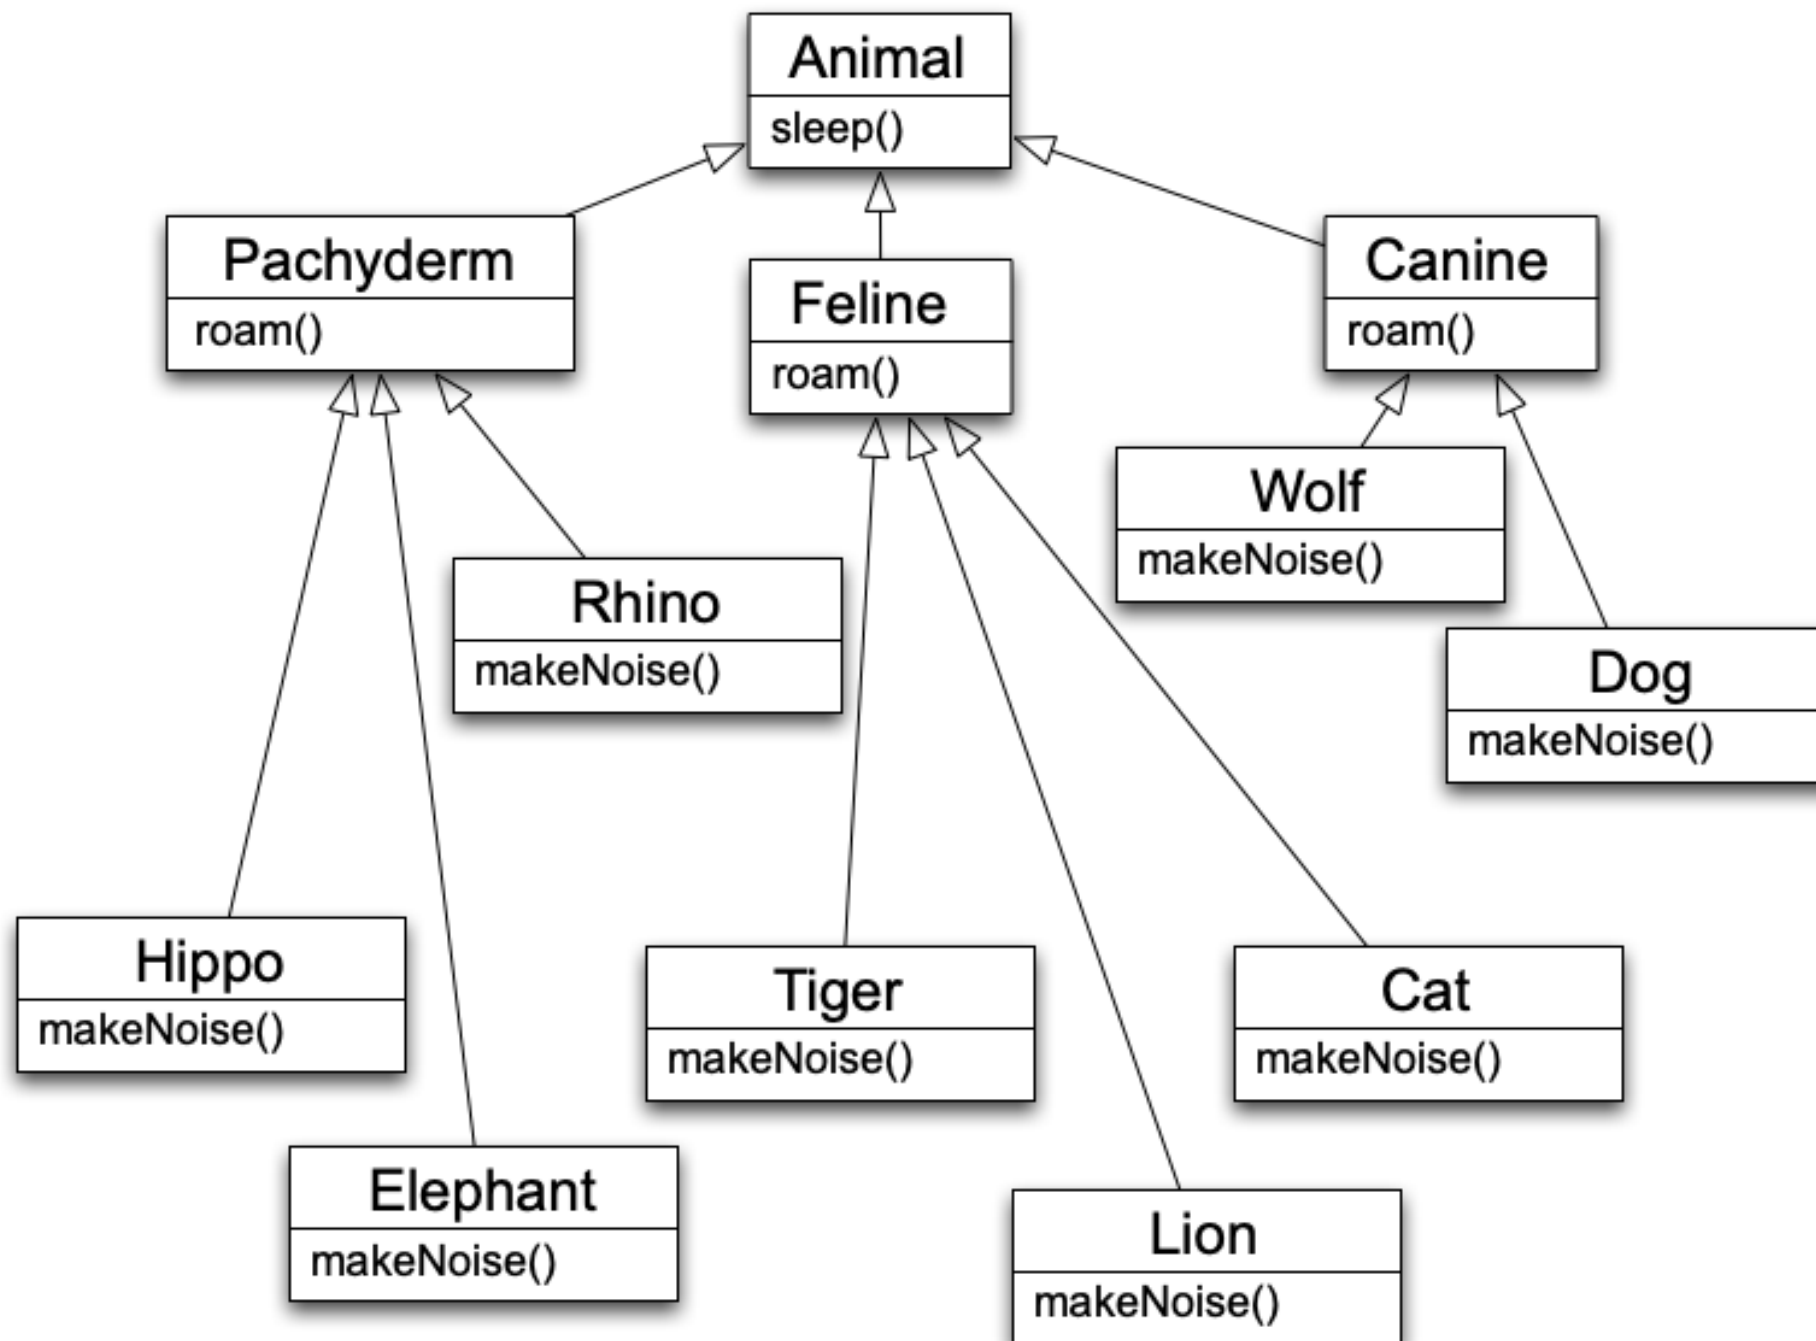 Animal
sleep()
Pachyderm
roam()
Feline
roam()
Canine
roam()
Wolf
makeNoise()
Rhino
makeNoise()
Dog
makeNoise()
Hippo
makeNoise()
Tiger
makeNoise()
Cat
makeNoise()
Elephant
makeNoise()
Lion
makeNoise()